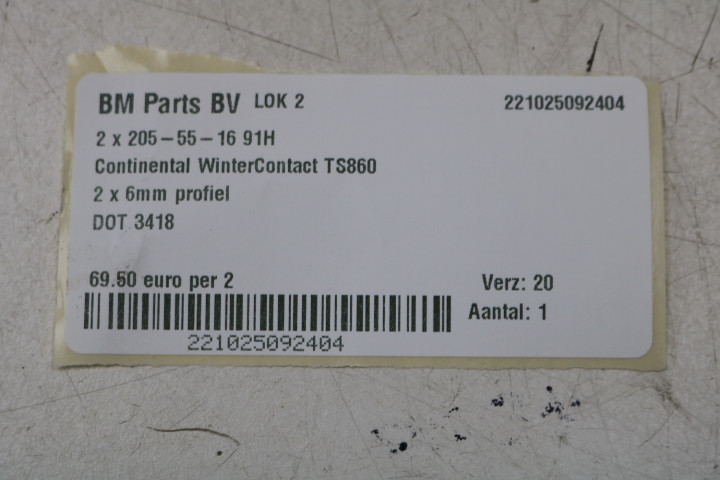 BM Parts BV LOK 2 221025092404
2 x 205-55-16 91H
Continental WinterContact TS860
2 x 6mm profiel
DOT 3418
69.50 euro per 2 Verz: 20
Aantal: 1
221025092404